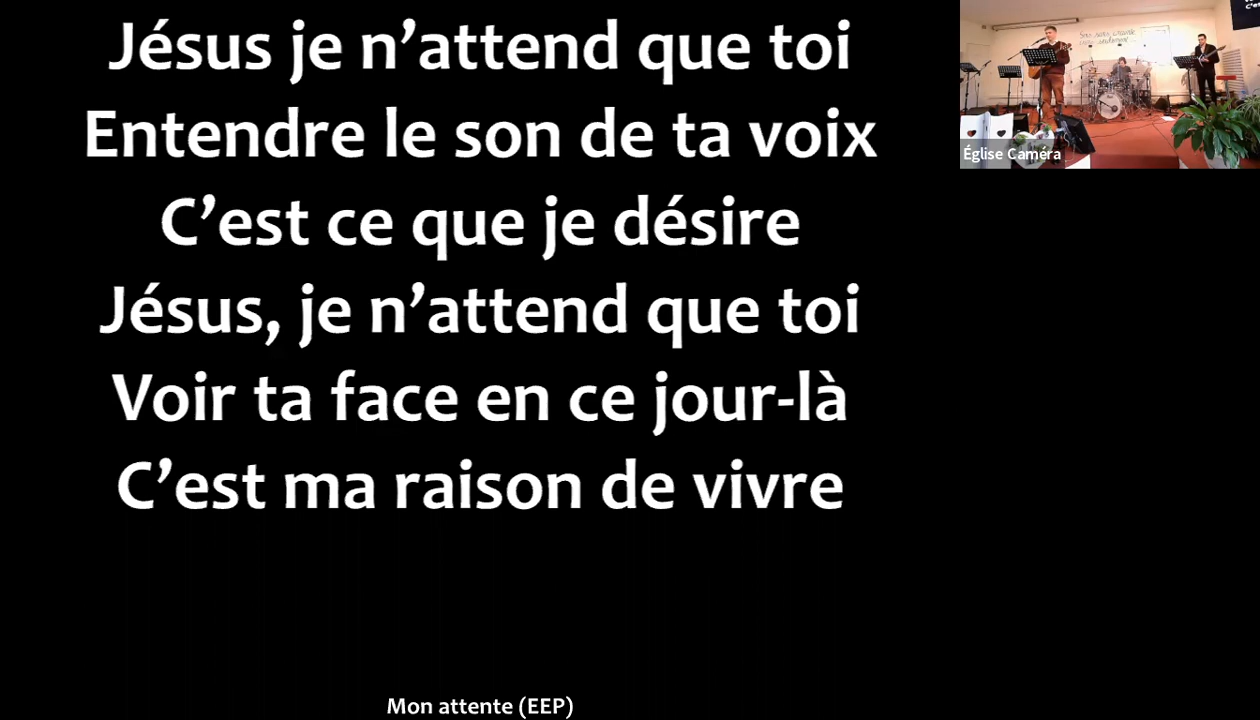 Jésus je n’attend que toi
Entendre le son de ta voix
C’est ce que je désire
Jésus, je n’attend que toi
Voir ta face en ce jour-là
C’est ma raison de vivre
Mon attente (EEP)
Église Caméra